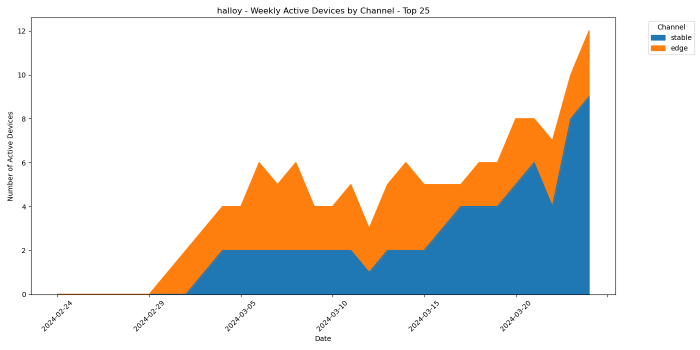 halloy - Weekly Active Devices by Channel - Top 25
Channel
stable
edge
Number of Active Devices
12
10
8
6
4
2
0
2024-02-24
2024-02-29
2024-03-05
2024-03-10
2024-03-15
2024-03-20
Date